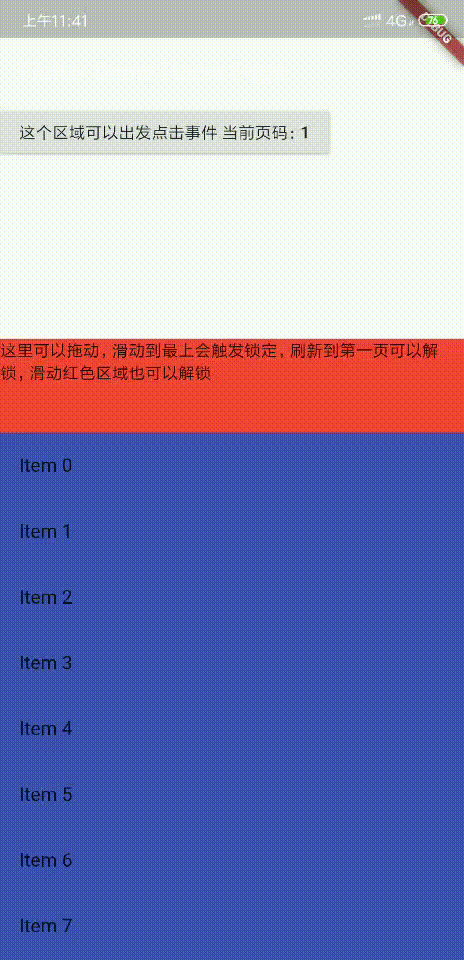 上午11:41
4G
76
这个区域可以出发点击事件 当前页码: 1
这里可以拖动, 滑动到最上会触发锁定, 刷新到第一页可以解
锁, 滑动红色区域也可以解锁
Item 0
Item 1
Item 2
Item 3
Item 4
Item 5
Item 6
Item 7